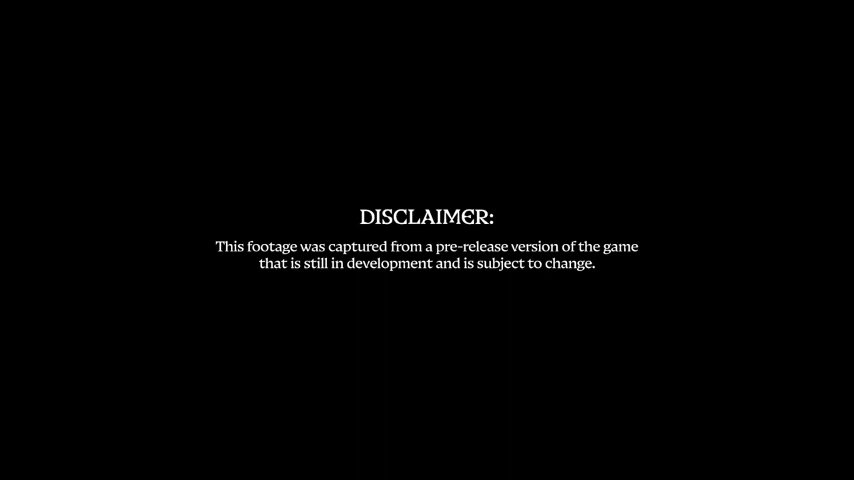 DISCLAIMER:
This footage was captured from a pre-release version of the game
that is still in development and is subject to change.